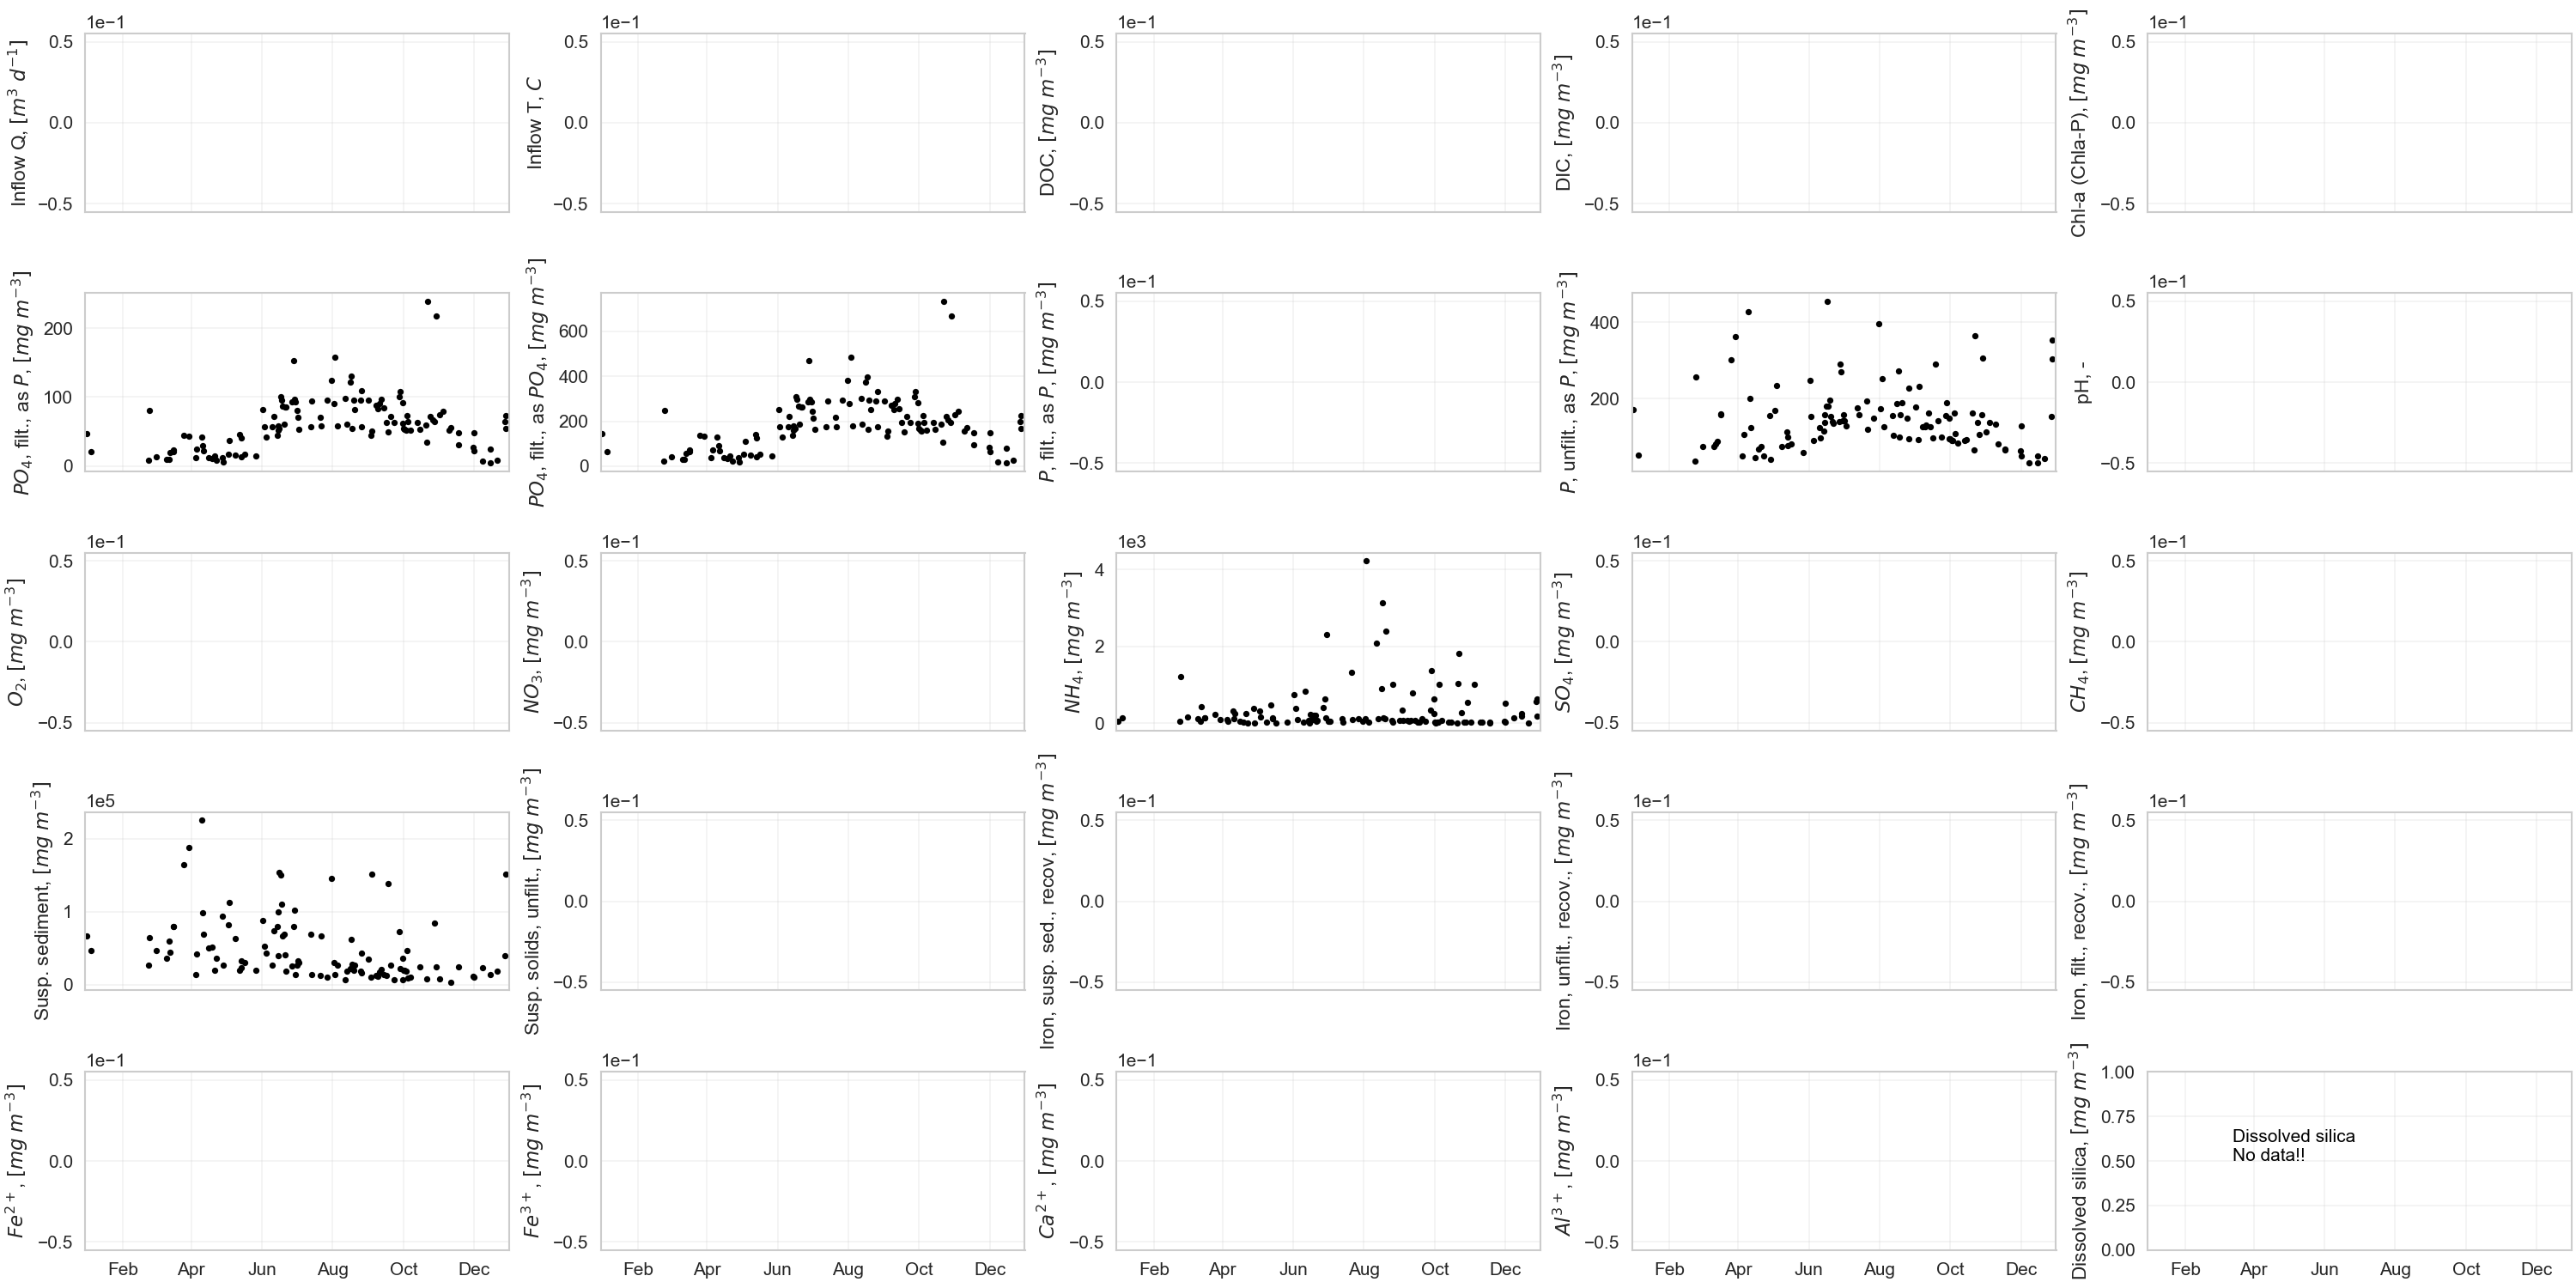 1e−1 1e−1 1e−1 1e−1 1e−1
Inflow Q, [m³ d⁻¹] 0.5 0.0 −0.5
Inflow T, C 0.5 0.0 −0.5
DOC, [mg m⁻³] 0.5 0.0 −0.5
DIC, [mg m⁻³] 0.5 0.0 −0.5
Chl-a (Chla-P), [mg m⁻³] 0.5 0.0 −0.5
PO₄, filt., as P, [mg m⁻³] 200 100 0
PO₄, filt., as PO₄, [mg m⁻³] 600 400 200 0
P, filt., as P, [mg m⁻³] 1e−1 0.5 0.0 −0.5
P, unfilt., as P, [mg m⁻³] 400 200
pH, - 1e−1 0.5 0.0 −0.5
O₂, [mg m⁻³] 1e−1 0.5 0.0 −0.5
NO₃, [mg m⁻³] 1e−1 0.5 0.0 −0.5
NH₄, [mg m⁻³] 1e3 4 2 0
SO₄, [mg m⁻³] 1e−1 0.5 0.0 −0.5
CH₄, [mg m⁻³] 1e−1 0.5 0.0 −0.5
Susp. sediment, [mg m⁻³] 1e5 2 1 0
Susp. solids, unfilt., [mg m⁻³] 1e−1 0.5 0.0 −0.5
Iron, susp. sed., recov, [mg m⁻³] 1e−1 0.5 0.0 −0.5
Iron, unfilt., recov., [mg m⁻³] 1e−1 0.5 0.0 −0.5
Iron, filt., recov., [mg m⁻³] 1e−1 0.5 0.0 −0.5
Fe²⁺, [mg m⁻³] 1e−1 0.5 0.0 −0.5
Fe³⁺, [mg m⁻³] 1e−1 0.5 0.0 −0.5
Ca²⁺, [mg m⁻³] 1e−1 0.5 0.0 −0.5
Al³⁺, [mg m⁻³] 1e−1 0.5 0.0 −0.5
Dissolved silica, [mg m⁻³] 1.00 0.75 0.50 0.25 0.00
Dissolved silica
No data!!
Feb Apr Jun Aug Oct Dec
Feb Apr Jun Aug Oct Dec
Feb Apr Jun Aug Oct Dec
Feb Apr Jun Aug Oct Dec
Feb Apr Jun Aug Oct Dec